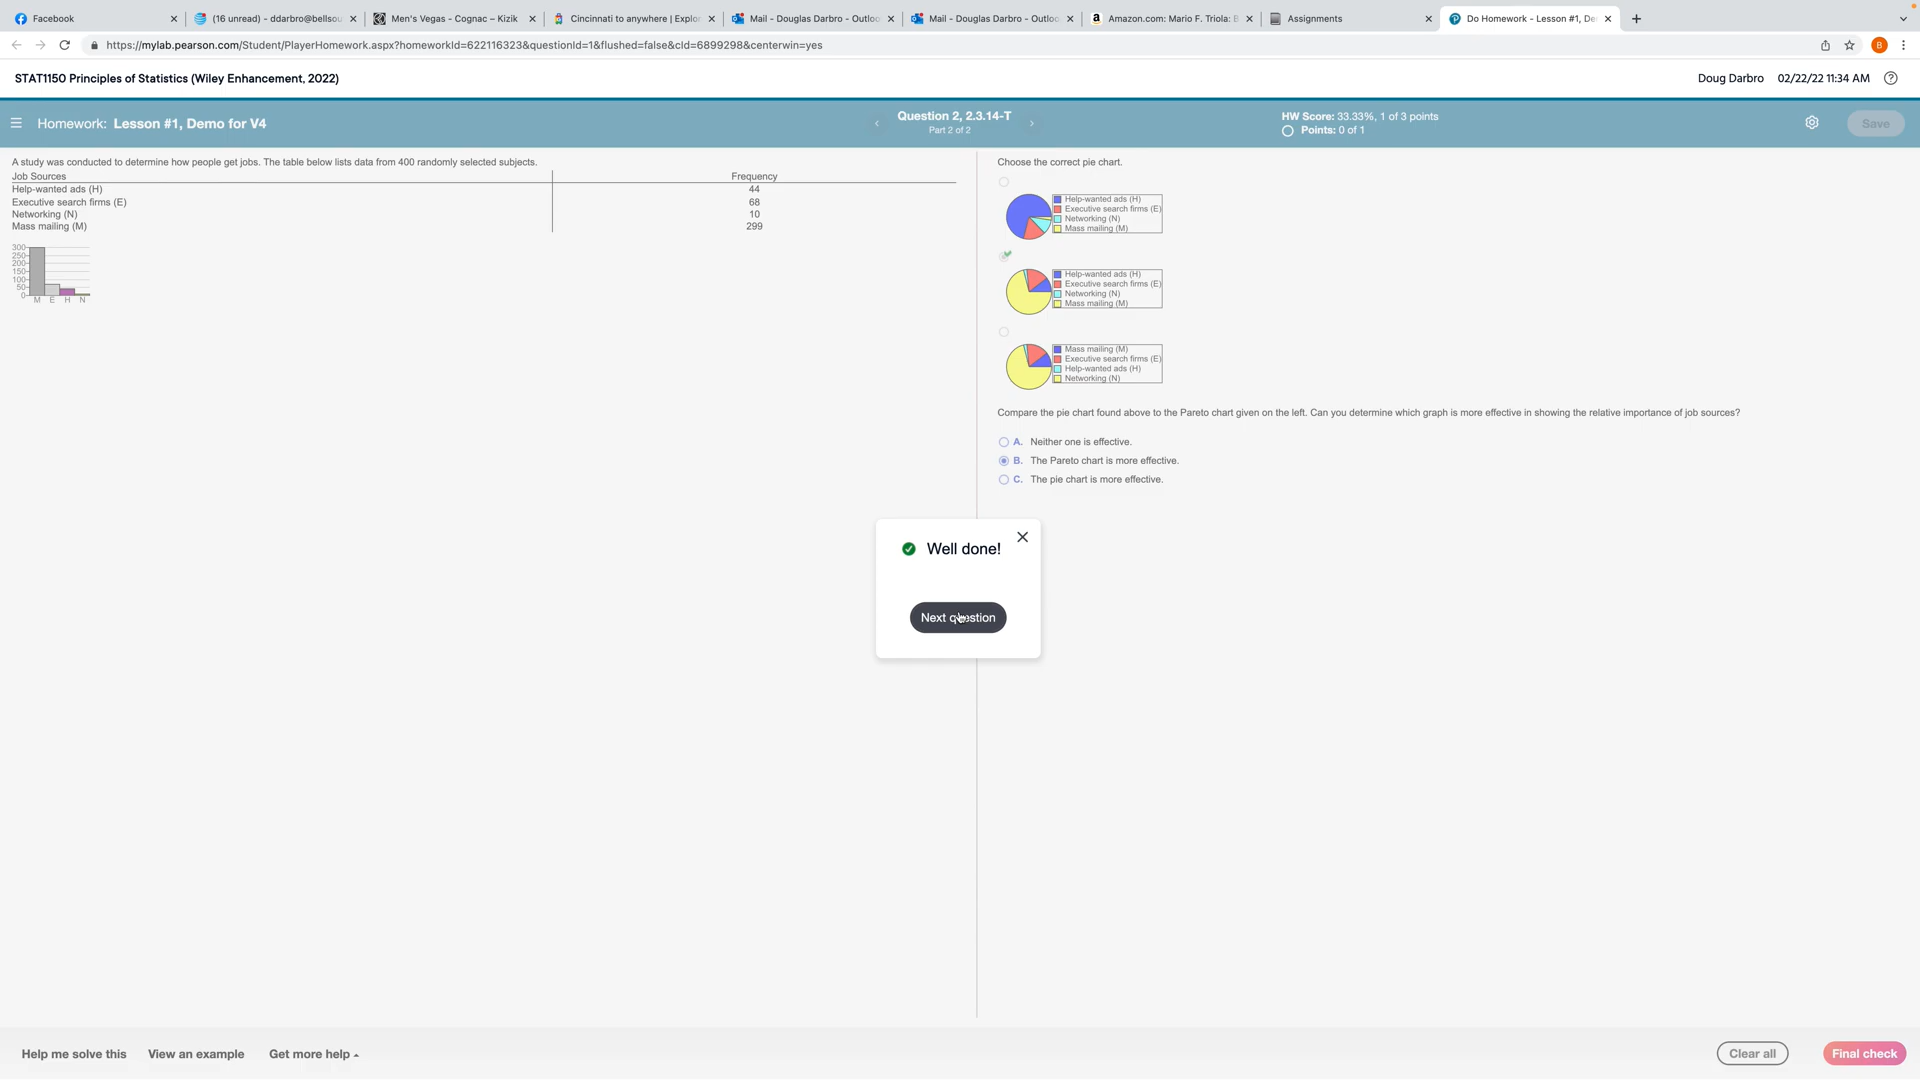 Facebook
(16 unread) - ddarbro@bellsou
Men's Vegas - Cognac – Kizik
Cincinnati to anywhere | Explor
Mail - Douglas Darbro - Outloo
Mail - Douglas Darbro - Outloo
Amazon.com: Mario F. Triola: B
Assignments
Do Homework - Lesson #1, De
https://mylab.pearson.com/Student/PlayerHomework.aspx?homeworkId=622116323&questionId=1&flushed=false&cId=6899298&centerwin=yes
B
STAT1150 Principles of Statistics (Wiley Enhancement, 2022)
Doug Darbro 02/22/22 11:34 AM
Homework: Lesson #1, Demo for V4
Question 2, 2.3.14-T
Part 2 of 2
HW Score: 33.33%, 1 of 3 points
Points: 0 of 1
Save
A study was conducted to determine how people get jobs. The table below lists data from 400 randomly selected subjects.
Job Sources Frequency
Help-wanted ads (H) 44
Executive search firms (E) 68
Networking (N) 10
Mass mailing (M) 299
300
250
200
150
100
50
0
M E H N
Choose the correct pie chart.
Help-wanted ads (H)
Executive search firms (E)
Networking (N)
Mass mailing (M)
Help-wanted ads (H)
Executive search firms (E)
Networking (N)
Mass mailing (M)
Mass mailing (M)
Executive search firms (E)
Help-wanted ads (H)
Networking (N)
Compare the pie chart found above to the Pareto chart given on the left. Can you determine which graph is more effective in showing the relative importance of job sources?
A. Neither one is effective.
B. The Pareto chart is more effective.
C. The pie chart is more effective.
Well done!
Next question
Help me solve this
View an example
Get more help
Clear all
Final check